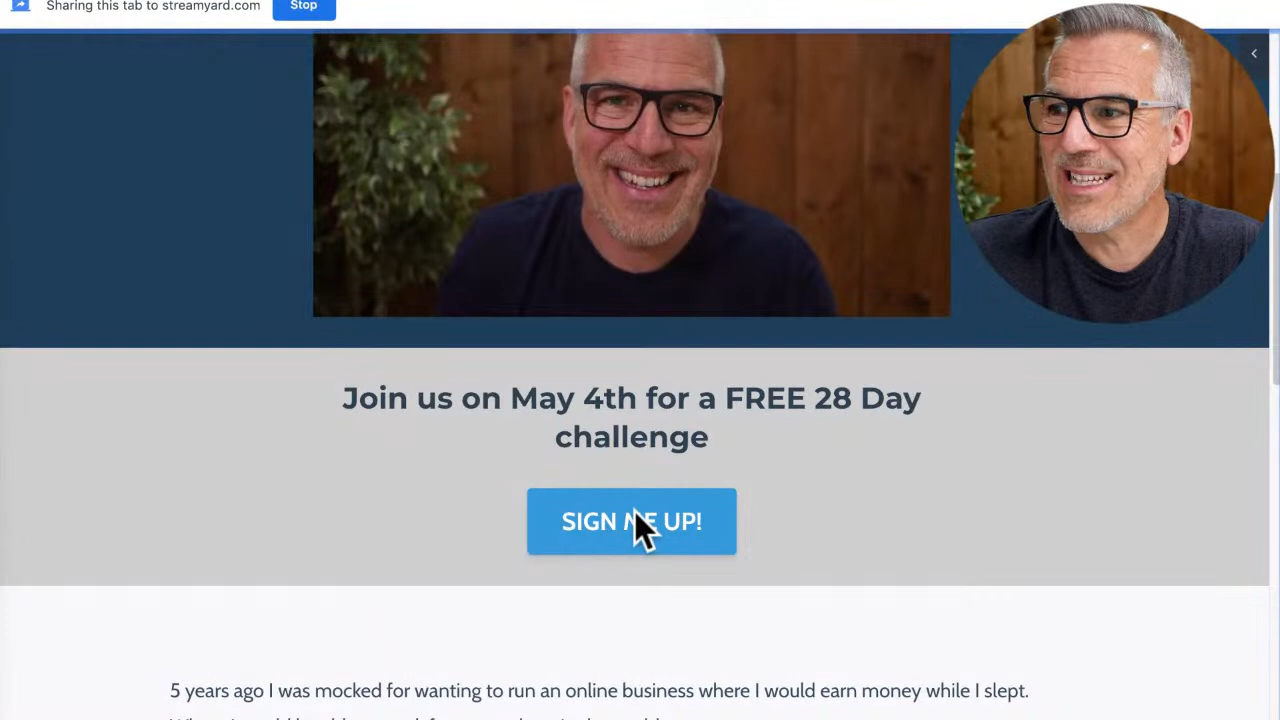 Sharing this tab to streamyard.com Stop
Join us on May 4th for a FREE 28 Day
challenge
SIGN ME UP!
5 years ago I was mocked for wanting to run an online business where I would earn money while I slept.